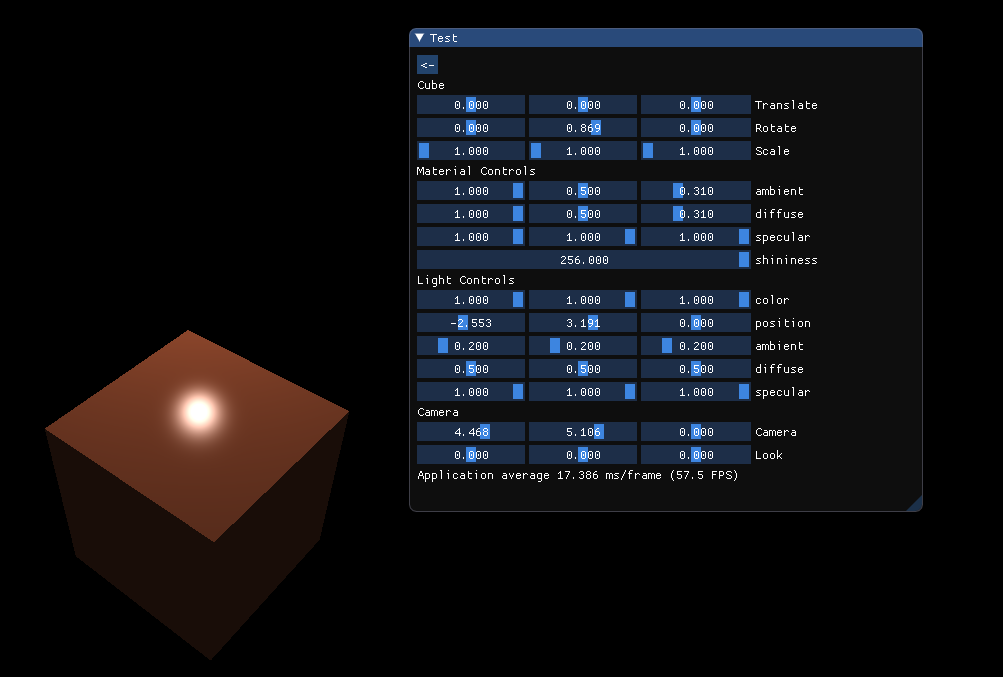 ▼ Test
<-
Cube
0.000 0.000 0.000 Translate
0.000 0.869 0.000 Rotate
1.000 1.000 1.000 Scale
Material Controls
1.000 0.500 0.310 ambient
1.000 0.500 0.310 diffuse
1.000 1.000 1.000 specular
256.000 shininess
Light Controls
1.000 1.000 1.000 color
-2.553 3.191 0.000 position
0.200 0.200 0.200 ambient
0.500 0.500 0.500 diffuse
1.000 1.000 1.000 specular
Camera
4.468 5.106 0.000 Camera
0.000 0.000 0.000 Look
Application average 17.386 ms/frame (57.5 FPS)